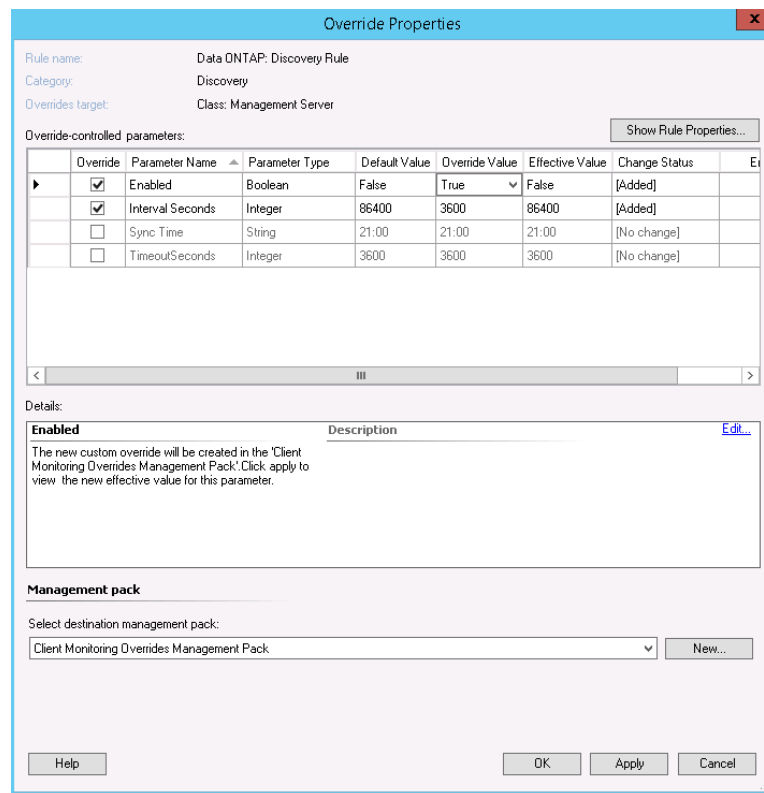 Override Properties
x
Rule name: Data ONTAP: Discovery Rule
Category: Discovery
Overrides target: Class: Management Server
Override-controlled parameters:
Show Rule Properties...
Override Parameter Name Parameter Type Default Value Override Value Effective Value Change Status
Enabled Boolean False True False [Added]
Interval Seconds Integer 86400 3600 86400 [Added]
Sync Time String 21:00 21:00 21:00 [No change]
TimeoutSeconds Integer 3600 3600 3600 [No change]
Details:
Enabled Description Edit...
The new custom override will be created in the 'Client
Monitoring Overrides Management Pack'.Click apply to
view the new effective value for this parameter.
Management pack
Select destination management pack:
Client Monitoring Overrides Management Pack New...
Help OK Apply Cancel